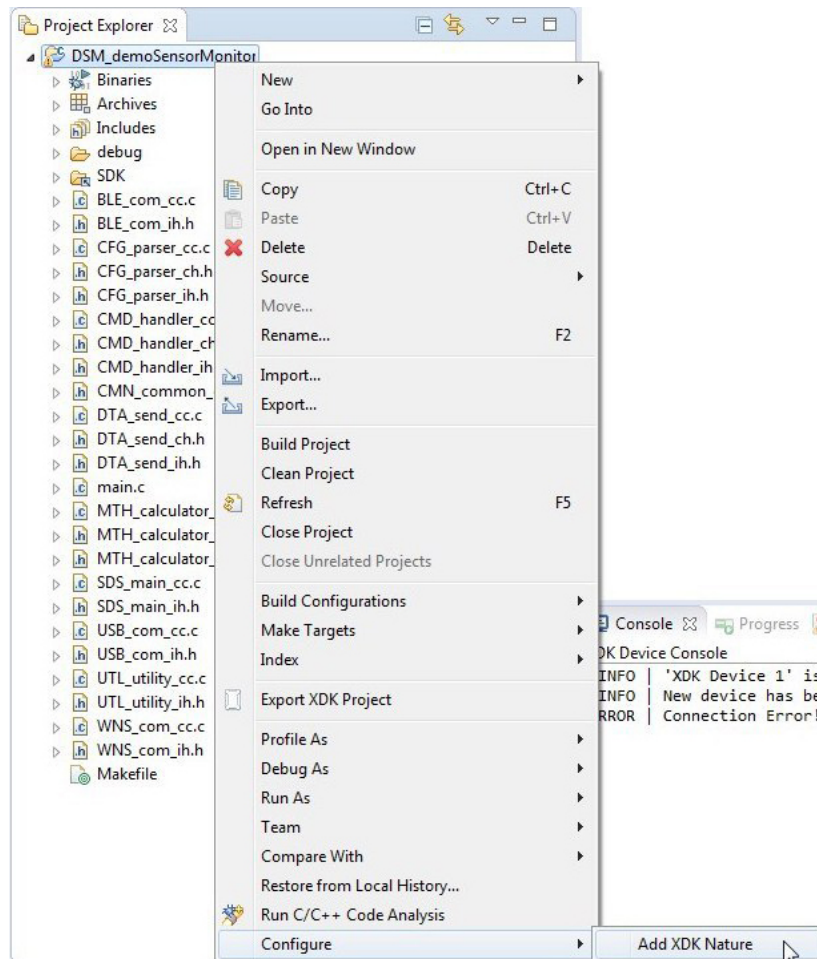 Project Explorer
DSM_demoSensorMonitor
Binaries
Archives
Includes
debug
SDK
BLE_com_cc.c
BLE_com_ih.h
CFG_parser_cc.c
CFG_parser_ch.h
CFG_parser_ih.h
CMD_handler_cc
CMD_handler_ch
CMD_handler_ih
CMN_common_
DTA_send_cc.c
DTA_send_ch.h
DTA_send_ih.h
main.c
MTH_calculator_
MTH_calculator_
MTH_calculator_
SDS_main_cc.c
SDS_main_ih.h
USB_com_cc.c
USB_com_ih.h
UTL_utility_cc.c
UTL_utility_ih.h
WNS_com_cc.c
WNS_com_ih.h
Makefile
New
Go Into
Open in New Window
Copy Ctrl+C
Paste Ctrl+V
Delete Delete
Source
Move...
Rename... F2
Import...
Export...
Build Project
Clean Project
Refresh F5
Close Project
Close Unrelated Projects
Build Configurations
Make Targets
Index
Export XDK Project
Profile As
Debug As
Run As
Team
Compare With
Restore from Local History...
Run C/C++ Code Analysis
Configure
Add XDK Nature
Console Progress
DK Device Console
INFO | 'XDK Device 1' is
INFO | New device has be
RROR | Connection Error!